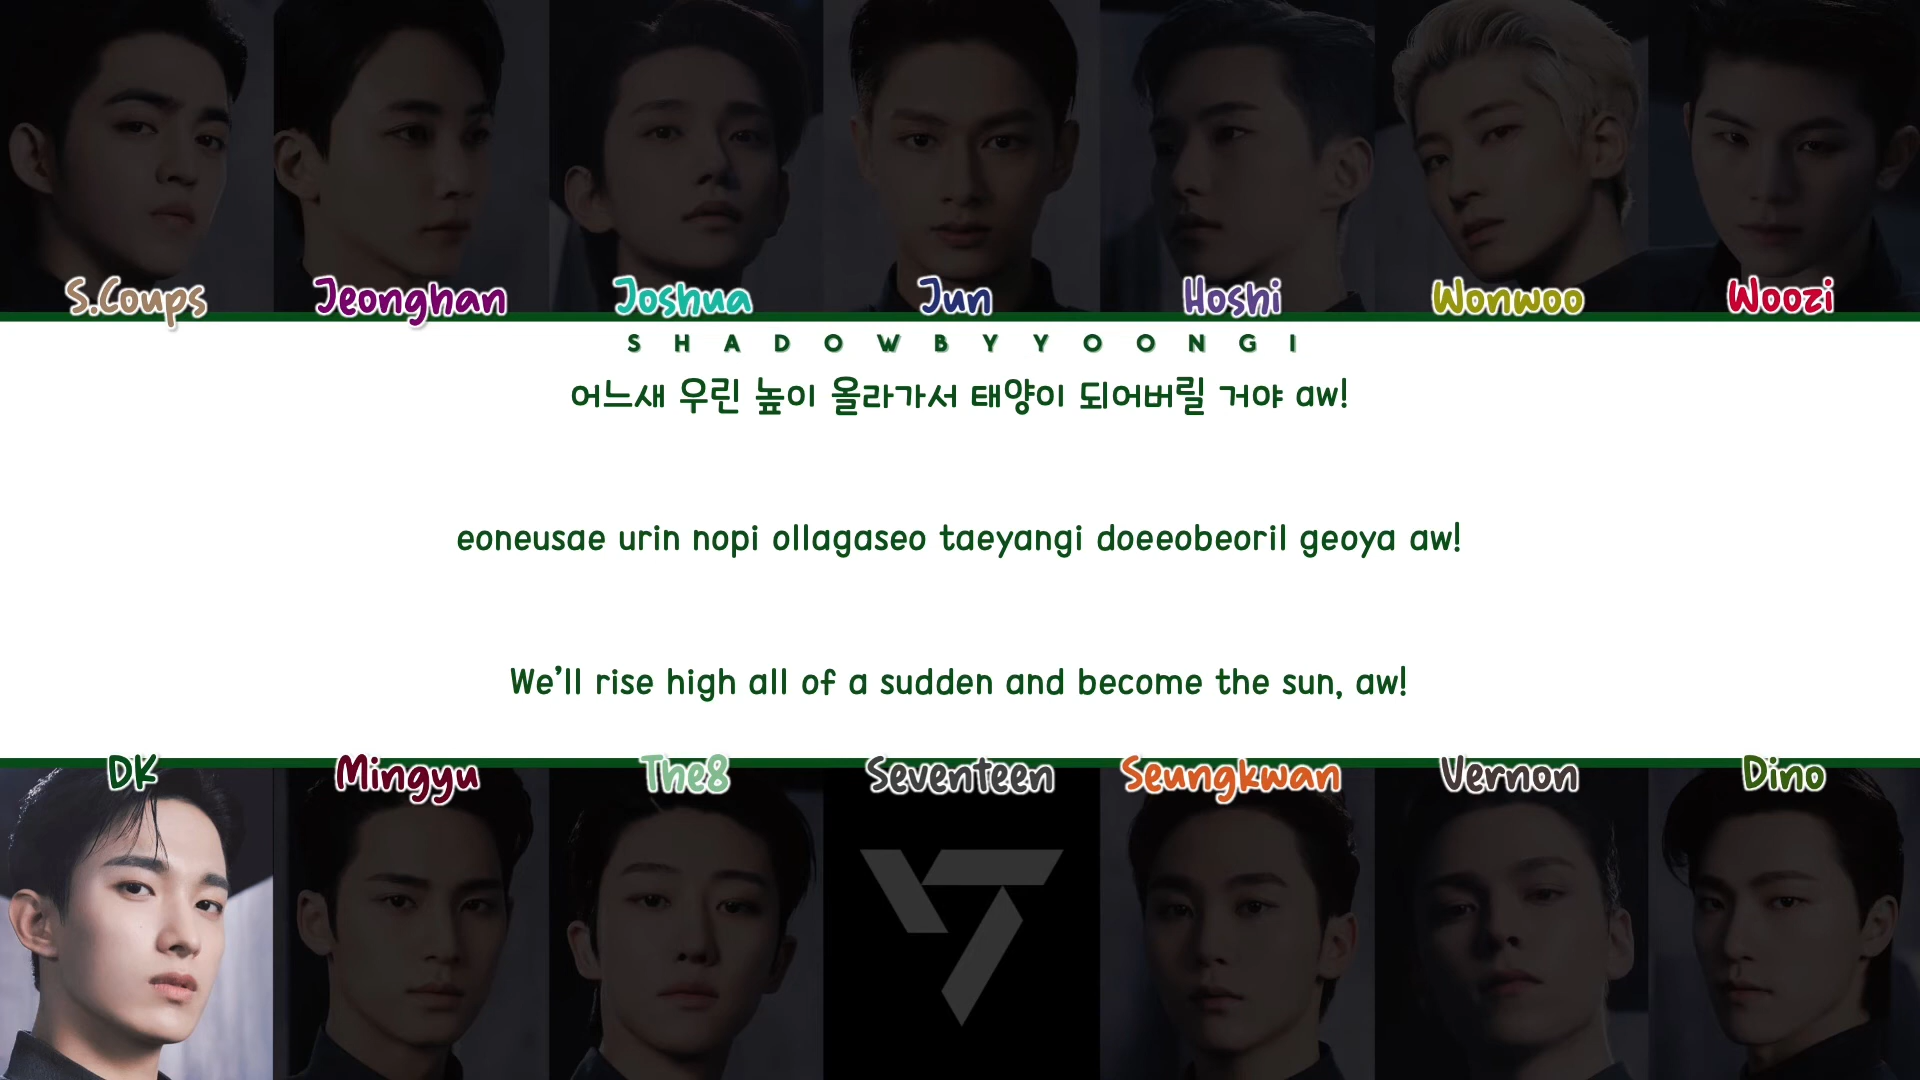 S.Coups Jeonghan Joshua Jun Hoshi Wonwoo Woozi
SHADOWBYYOONGI
어느새 우린 높이 올라가서 태양이 되어버릴 거야 aw!
eoneusae urin nopi ollagaseo taeyangi doeeobeoril geoya aw!
We’ll rise high all of a sudden and become the sun, aw!
DK Mingyu The8 Seventeen Seungkwan Vernon Dino